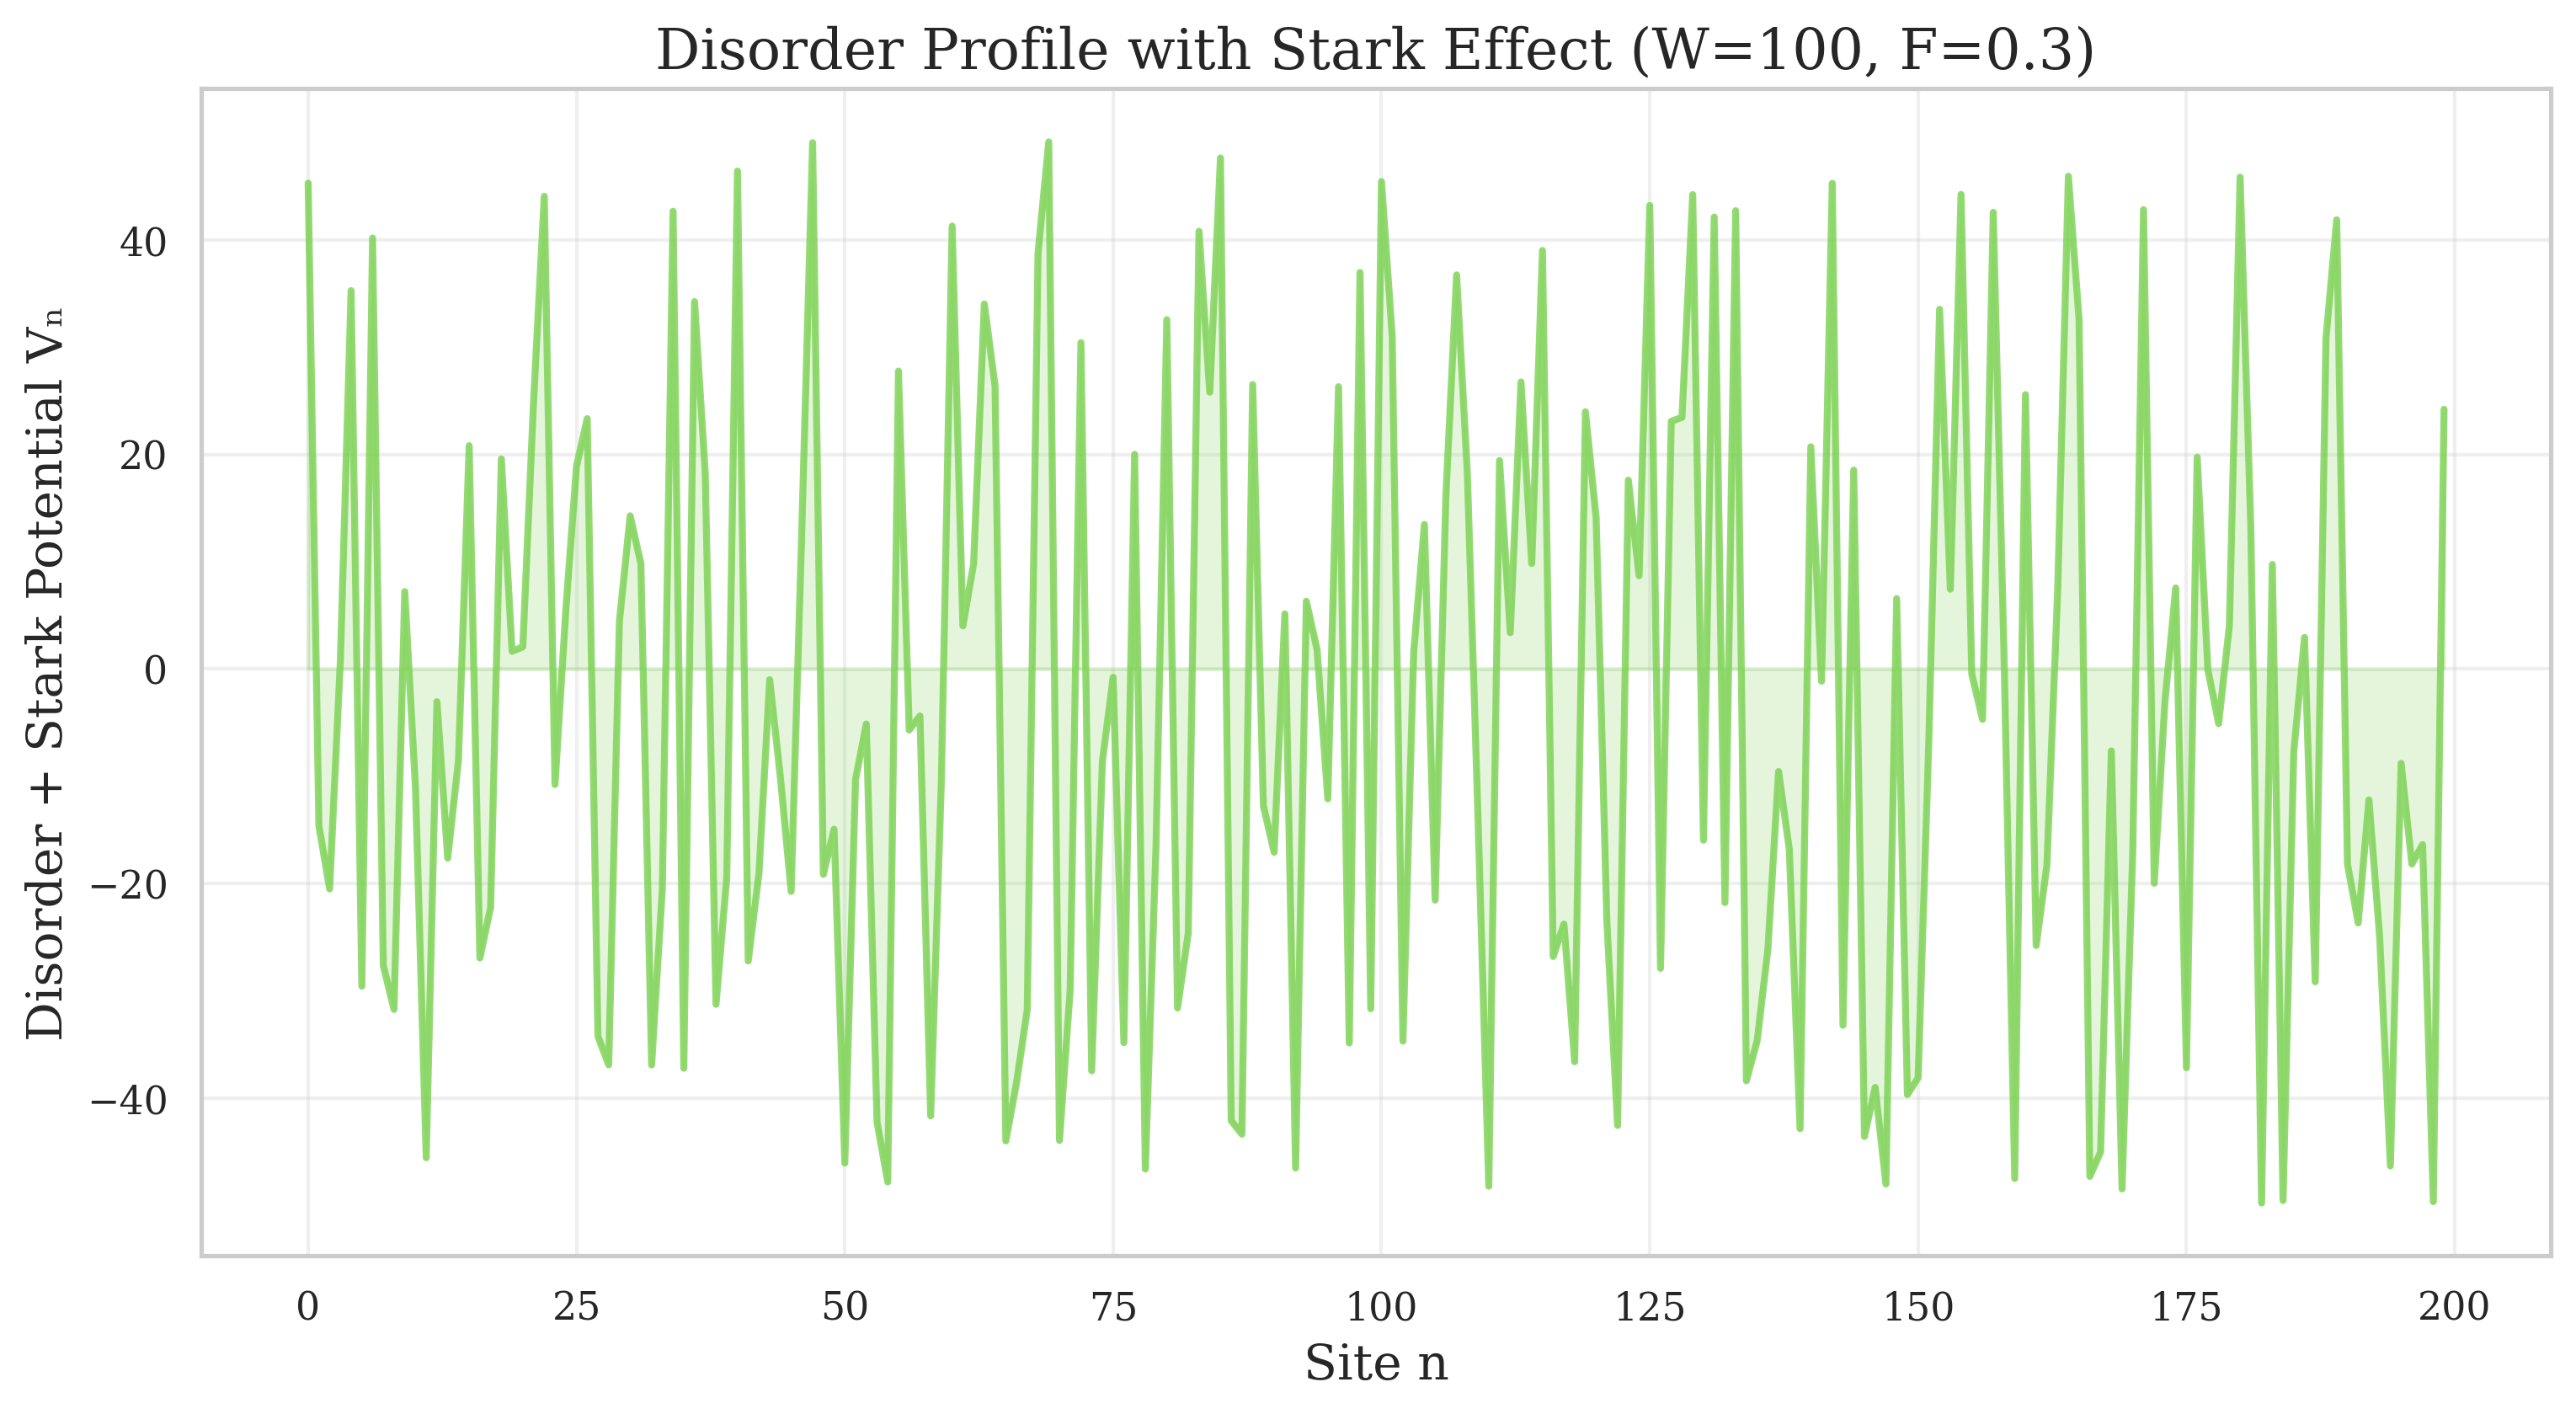 Disorder Profile with Stark Effect (W=100, F=0.3)
Disorder + Stark Potential Vₙ
40
20
0
−20
−40
0 25 50 75 100 125 150 175 200
Site n